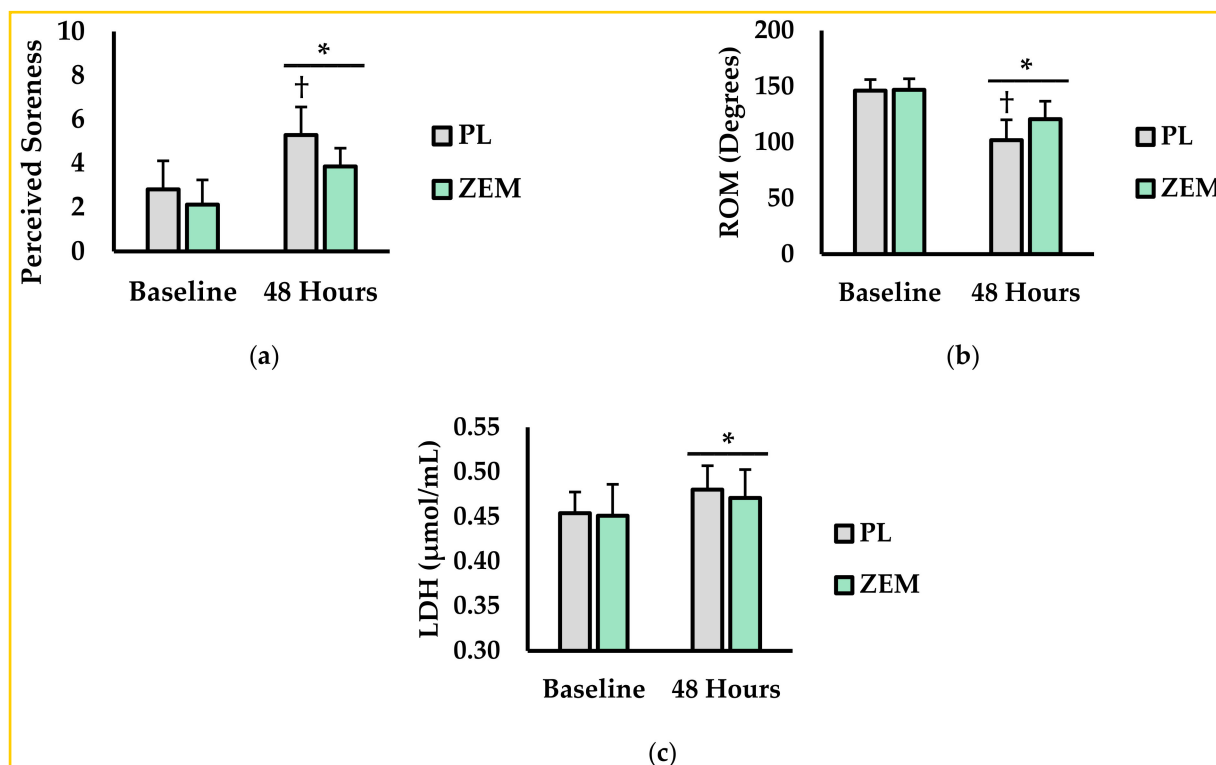 Perceived Soreness
10
8
6
4
2
0
*
†
Baseline
48 Hours
PL
ZEM
(a)
ROM (Degrees)
200
150
100
50
0
*
†
Baseline
48 Hours
PL
ZEM
(b)
LDH (µmol/mL)
0.55
0.50
0.45
0.40
0.35
0.30
*
Baseline
48 Hours
PL
ZEM
(c)